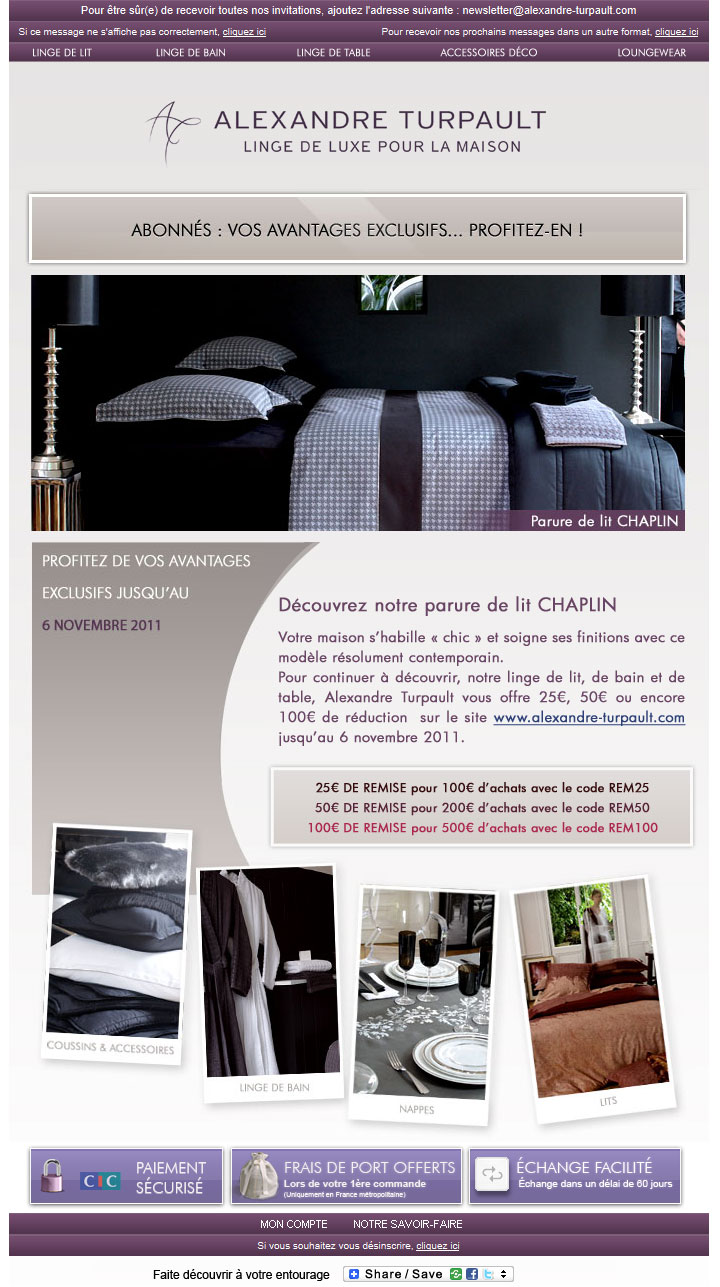 Pour être sûr(e) de recevoir toutes nos invitations, ajoutez l'adresse suivante : newsletter@alexandre-turpault.com
Si ce message ne s'affiche pas correctement, cliquez ici
Pour recevoir nos prochains messages dans un autre format, cliquez ici
LINGE DE LIT LINGE DE BAIN LINGE DE TABLE ACCESSOIRES DÉCO LOUNGEWEAR
ALEXANDRE TURPAULT
LINGE DE LUXE POUR LA MAISON
ABONNÉS : VOS AVANTAGES EXCLUSIFS... PROFITEZ-EN !
Parure de lit CHAPLIN
PROFITEZ DE VOS AVANTAGES
EXCLUSIFS JUSQU'AU
6 NOVEMBRE 2011
Découvrez notre parure de lit CHAPLIN
Votre maison s'habille « chic » et soigne ses finitions avec ce
modèle résolument contemporain.
Pour continuer à découvrir, notre linge de lit, de bain et de
table, Alexandre Turpault vous offre 25€, 50€ ou encore
100€ de réduction sur le site www.alexandre-turpault.com
jusqu'au 6 novembre 2011.
25€ DE REMISE pour 100€ d'achats avec le code REM25
50€ DE REMISE pour 200€ d'achats avec le code REM50
100€ DE REMISE pour 500€ d'achats avec le code REM100
COUSSINS & ACCESSOIRES
LINGE DE BAIN
NAPPES
LITS
CIC
PAIEMENT
SÉCURISÉ
FRAIS DE PORT OFFERTS
Lors de votre 1ère commande
(Uniquement en France métropolitaine)
ÉCHANGE FACILITÉ
Échange dans un délai de 60 jours
MON COMPTE NOTRE SAVOIR-FAIRE
Si vous souhaitez vous désinscrire, cliquez ici
Faite découvrir à votre entourage
Share / Save